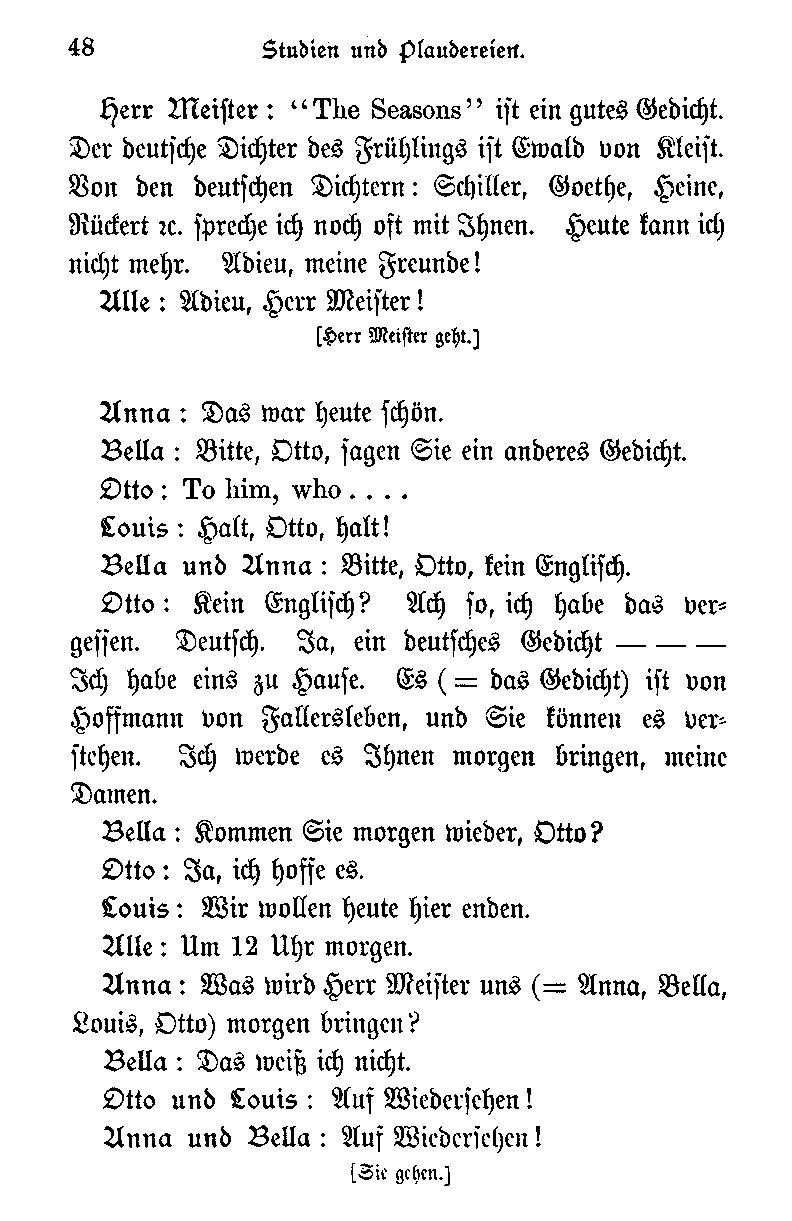 48 Studien und Plaudereien.
Herr Meister: “The Seasons” ist ein gutes Gedicht.
Der deutsche Dichter des Frühlings ist Ewald von Kleist.
Von den deutschen Dichtern: Schiller, Goethe, Heine,
Rückert ꝛc. spreche ich noch oft mit Ihnen. Heute kann ich
nicht mehr. Adieu, meine Freunde!
Alle: Adieu, Herr Meister!
[Herr Meister geht.]
Anna: Das war heute schön.
Bella: Bitte, Otto, sagen Sie ein anderes Gedicht.
Otto: To him, who . . . .
Louis: Halt, Otto, halt!
Bella und Anna: Bitte, Otto, kein Englisch.
Otto: Kein Englisch? Ach so, ich habe das ver-
gessen. Deutsch. Ja, ein deutsches Gedicht — — —
Ich habe eins zu Hause. Es (= das Gedicht) ist von
Hoffmann von Fallersleben, und Sie können es ver-
stehen. Ich werde es Ihnen morgen bringen, meine
Damen.
Bella: Kommen Sie morgen wieder, Otto?
Otto: Ja, ich hoffe es.
Louis: Wir wollen heute hier enden.
Alle: Um 12 Uhr morgen.
Anna: Was wird Herr Meister uns (= Anna, Bella,
Louis, Otto) morgen bringen?
Bella: Das weiß ich nicht.
Otto und Louis: Auf Wiedersehen!
Anna und Bella: Auf Wiedersehen!
[Sie gehen.]